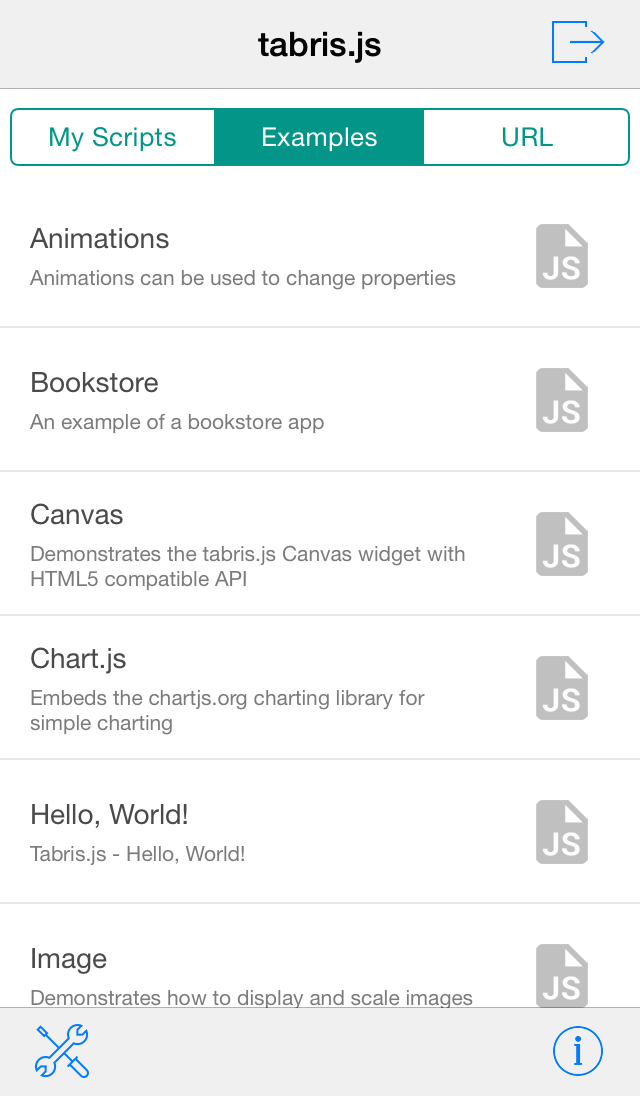 tabris.js
My Scripts
Examples
URL
Animations
Animations can be used to change properties
JS
Bookstore
An example of a bookstore app
JS
Canvas
Demonstrates the tabris.js Canvas widget with
HTML5 compatible API
JS
Chart.js
Embeds the chartjs.org charting library for
simple charting
JS
Hello, World!
Tabris.js - Hello, World!
JS
Image
Demonstrates how to display and scale images
JS
i